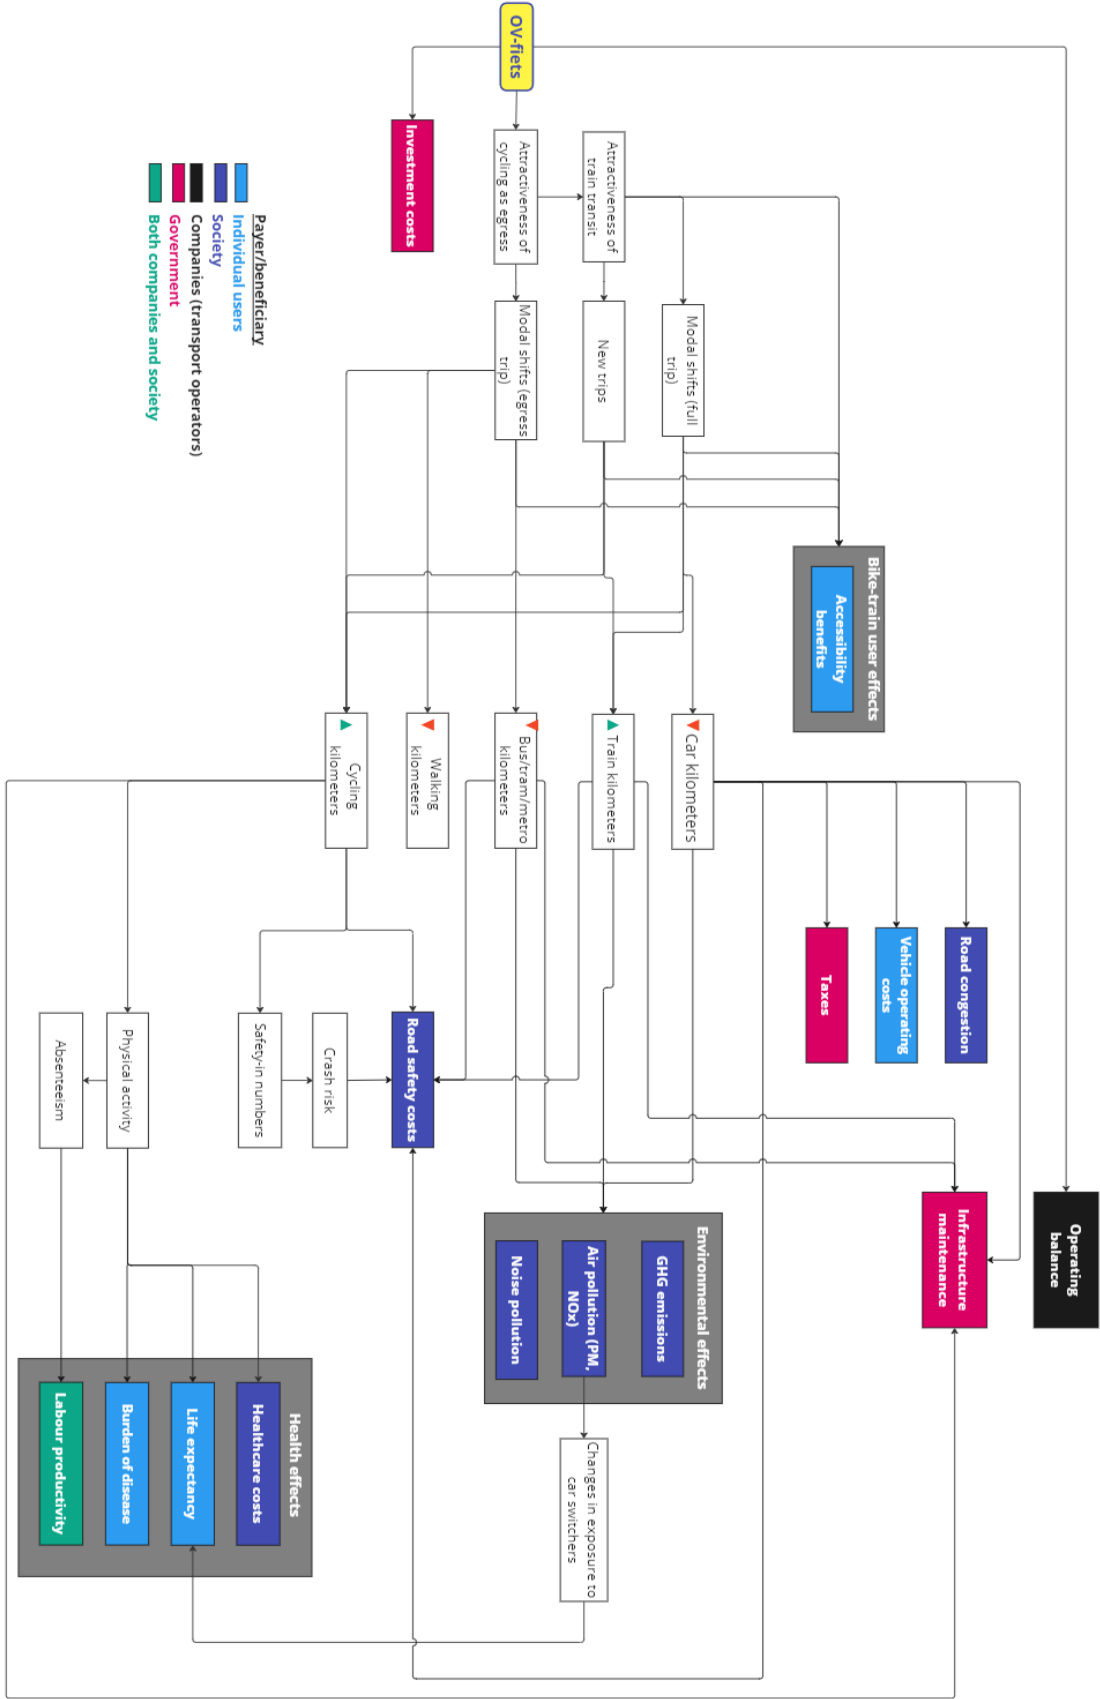 OV-fiets
Operating
balance
Infrastructure
maintenance
Road congestion
Vehicle operating
costs
Taxes
Bike-train user effects
Accessibility
benefits
Modal shifts (full
trip)
Car kilometers
Environmental effects
GHG emissions
Air pollution (PM,
NOx)
Noise pollution
Changes in exposure to
car switchers
Attractiveness of
train transit
New trips
Train kilometers
Attractiveness of
cycling as egress
Modal shifts (egress
trip)
Bus/tram/metro
kilometers
Walking
kilometers
Investment costs
Road safety costs
Cycling
kilometers
Crash risk
Safety-in numbers
Health effects
Healthcare costs
Life expectancy
Burden of disease
Labour productivity
Physical activity
Absenteeism
Payer/beneficiary
Individual users
Society
Companies (transport operators)
Government
Both companies and society